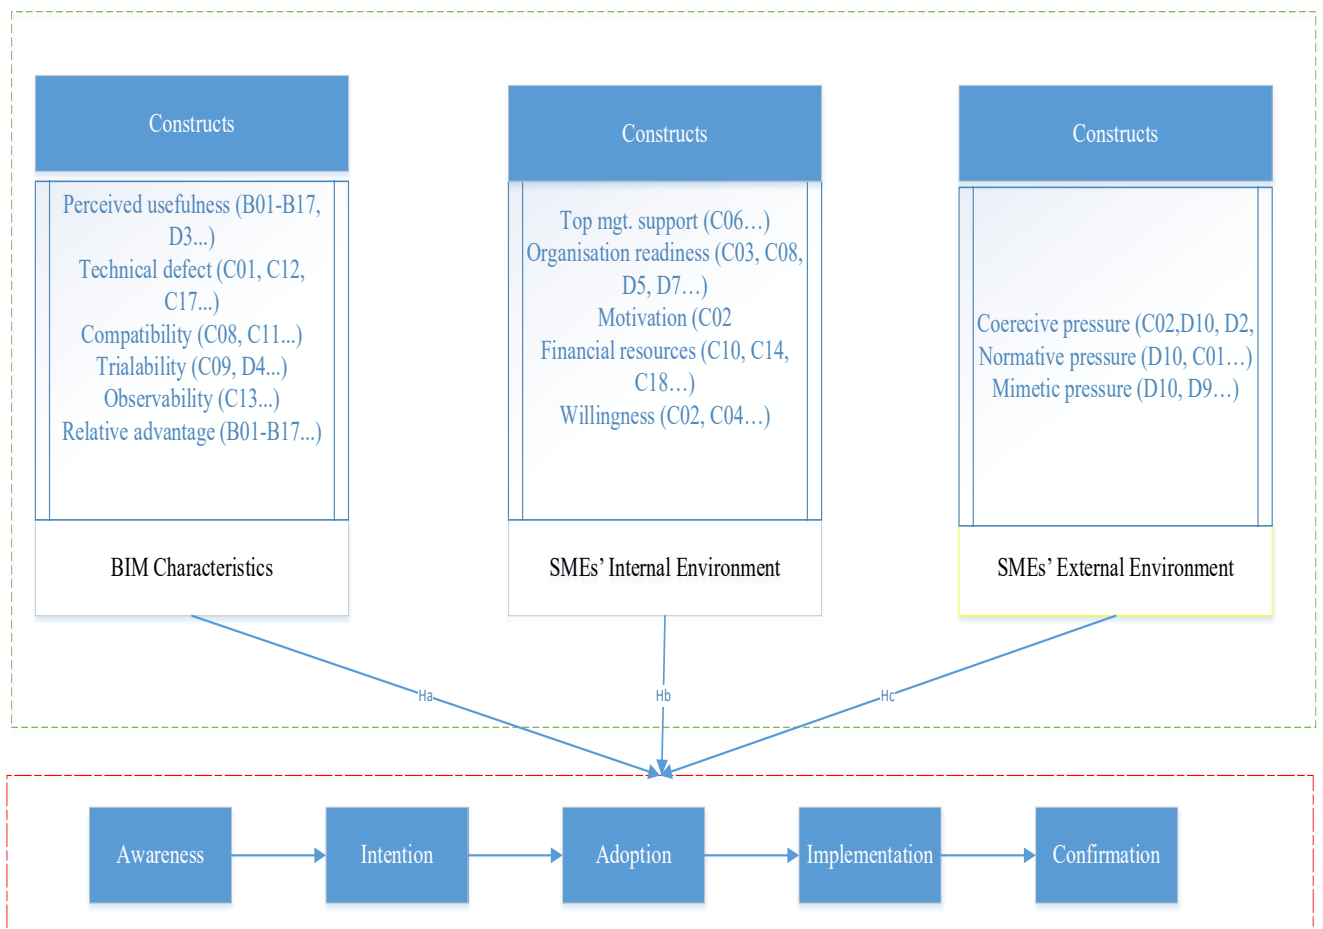 Constructs
Perceived usefulness (B01-B17,
D3...)
Technical defect (C01, C12,
C17...)
Compatibility (C08, C11...)
Trialability (C09, D4...)
Observability (C13...)
Relative advantage (B01-B17...)
BIM Characteristics
Constructs
Top mgt. support (C06…)
Organisation readiness (C03, C08,
D5, D7…)
Motivation (C02
Financial resources (C10, C14,
C18…)
Willingness (C02, C04…)
SMEs’ Internal Environment
Constructs
Coerecive pressure (C02,D10, D2,
Normative pressure (D10, C01…)
Mimetic pressure (D10, D9…)
SMEs’ External Environment
Ha
Hb
Hc
Awareness
Intention
Adoption
Implementation
Confirmation